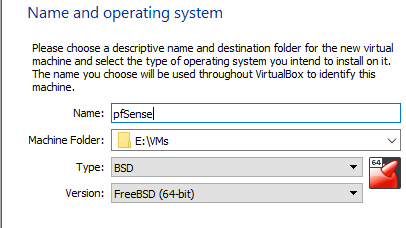 Name and operating system
Please choose a descriptive name and destination folder for the new virtual
machine and select the type of operating system you intend to install on it.
The name you choose will be used throughout VirtualBox to identify this
machine.
Name: pfSense
Machine Folder: E:\VMs
Type: BSD
64
Version: FreeBSD (64-bit)